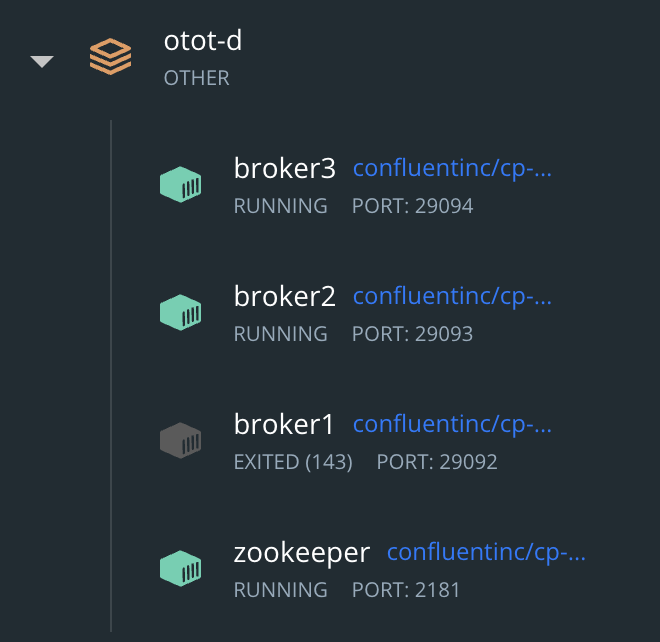 otot-d
OTHER
broker3 confluentinc/cp-...
RUNNING PORT: 29094
broker2 confluentinc/cp-...
RUNNING PORT: 29093
broker1 confluentinc/cp-...
EXITED (143) PORT: 29092
zookeeper confluentinc/cp-...
RUNNING PORT: 2181